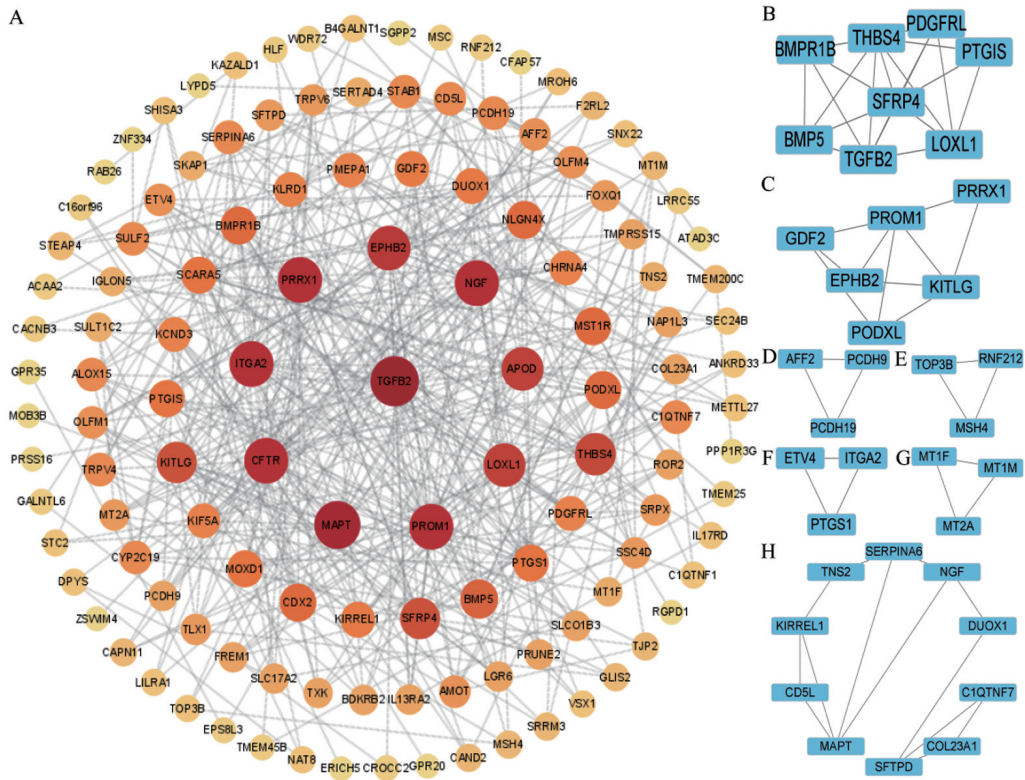 A
B4GALNT1
SGPP2
MSC
WDR72
RNF212
HLF
CFAP57
KAZALD1
MROH6
LYPD5
TRPV6
SERTAD4
STAB1
CD5L
F2RL2
SHISA3
SFTPD
PCDH19
SNX22
ZNF334
SERPINA6
AFF2
RAB26
SKAP1
PMEPA1
GDF2
OLFM4
MT1M
KLRD1
DUOX1
C16orf96
ETV4
FOXQ1
LRRC55
BMPR1B
NLGN4X
STEAP4
SULF2
TMPRSS15
ATAD3C
EPHB2
ACAA2
IGLON5
SCARA5
PRRX1
NGF
CHRNA4
TNS2
TMEM200C
CACNB3
SULT1C2
KCND3
MST1R
NAP1L3
SEC24B
GPR35
ALOX15
ITGA2
TGFB2
APOD
COL23A1
ANKRD33
PTGIS
PODXL
MOB3B
OLFM1
C1QTNF7
METTL27
PRSS16
TRPV4
KITLG
CFTR
LOXL1
THBS4
PPP1R3G
ROR2
GALNTL6
MT2A
KIF5A
MAPT
PROM1
PDGFRL
SRPX
TMEM25
STC2
CYP2C19
SSC4D
IL17RD
DPYS
MOXD1
PTGS1
C1QTNF1
PCDH9
MT1F
ZSWIM4
CDX2
KIRREL1
SFRP4
BMP5
RGPD1
TLX1
SLCO1B3
CAPN11
FREM1
PRUNE2
TJP2
LILRA1
SLC17A2
LGR6
GLIS2
TOP3B
TXK
BDKRB2
IL13RA2
AMOT
VSX1
EPS8L3
SRRM3
TMEM45B
MSH4
NAT8
ERICH5
CROCC2
GPR20
CAND2
B
PDGFRL
THBS4
BMPR1B
PTGIS
SFRP4
BMP5
LOXL1
TGFB2
C
PRRX1
PROM1
GDF2
EPHB2
KITLG
PODXL
D
AFF2
PCDH9
PCDH19
E
TOP3B
RNF212
MSH4
F
ETV4
ITGA2
PTGS1
G
MT1F
MT1M
MT2A
H
SERPINA6
TNS2
NGF
KIRREL1
DUOX1
CD5L
C1QTNF7
MAPT
COL23A1
SFTPD